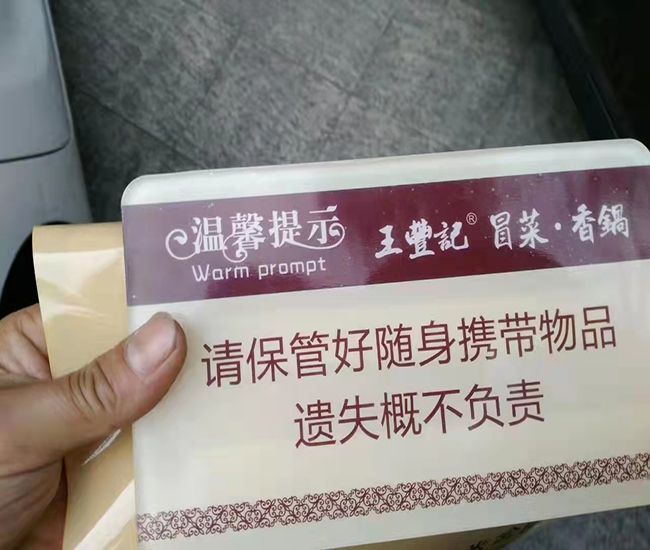 温馨提示 王豐記® 冒菜·香鍋
Warm prompt
请保管好随身携带物品
遗失概不负责